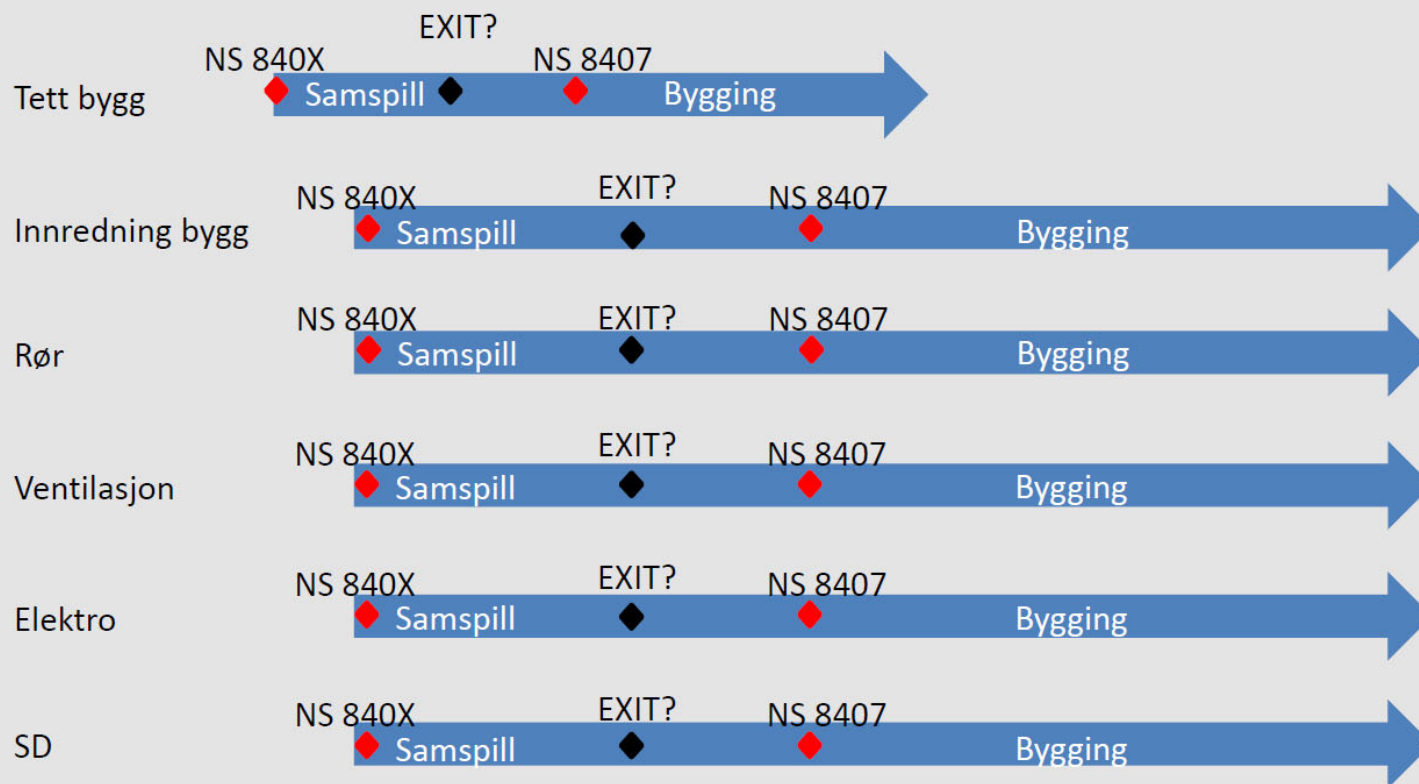 EXIT?
NS 840X NS 8407
Tett bygg Samspill Bygging
EXIT?
NS 840X NS 8407
Innredning bygg Samspill Bygging
NS 840X EXIT? NS 8407
Rør Samspill Bygging
EXIT?
NS 840X NS 8407
Ventilasjon Samspill Bygging
EXIT?
NS 840X NS 8407
Elektro Samspill Bygging
EXIT?
NS 840X NS 8407
SD Samspill Bygging